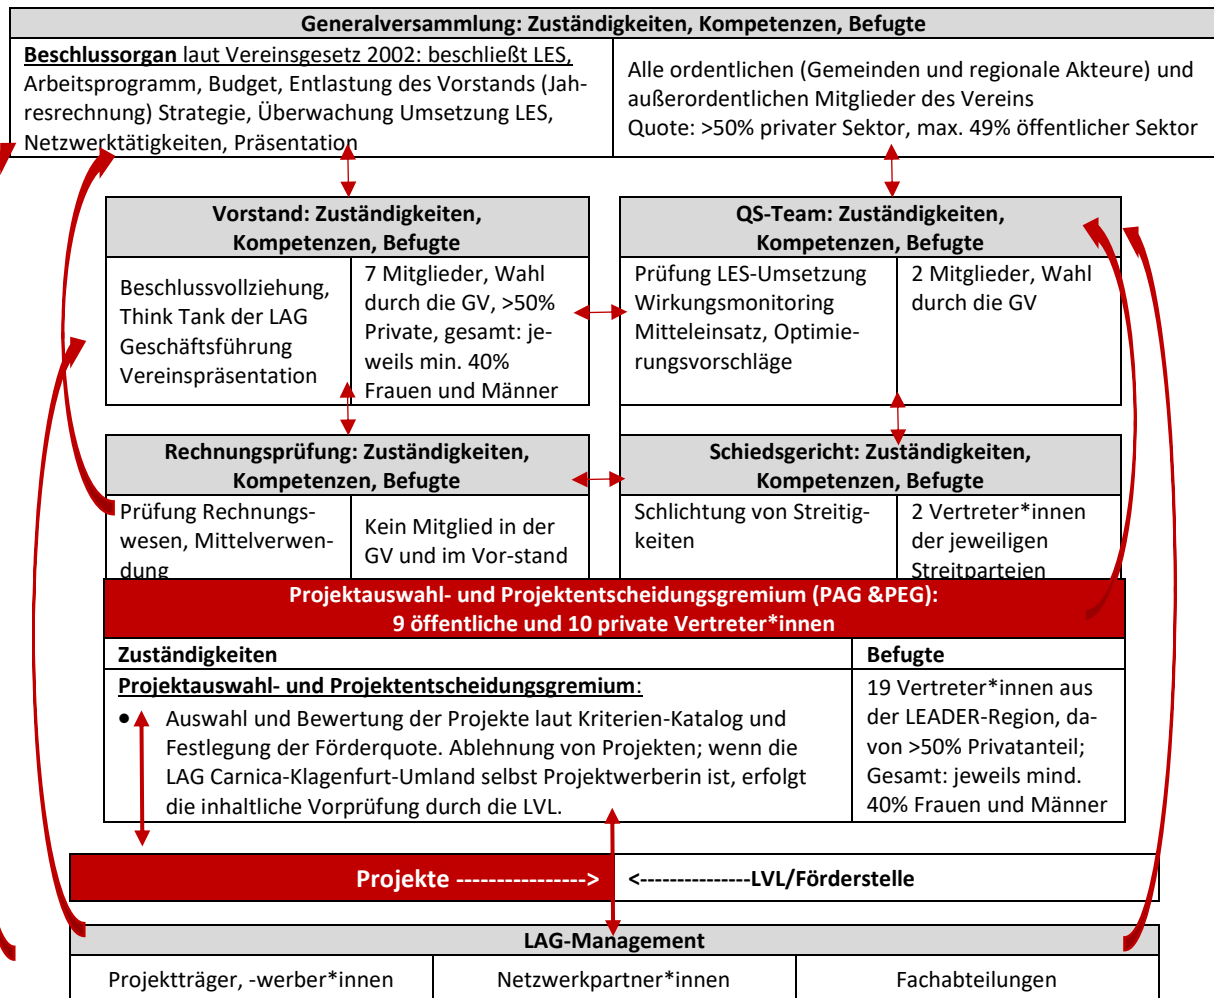 Generalversammlung: Zuständigkeiten, Kompetenzen, Befugte
Beschlussorgan laut Vereinsgesetz 2002: beschließt LES,
Arbeitsprogramm, Budget, Entlastung des Vorstands (Jah-
resrechnung) Strategie, Überwachung Umsetzung LES,
Netzwerktätigkeiten, Präsentation
Alle ordentlichen (Gemeinden und regionale Akteure) und
außerordentlichen Mitglieder des Vereins
Quote: >50% privater Sektor, max. 49% öffentlicher Sektor
Vorstand: Zuständigkeiten,
Kompetenzen, Befugte
Beschlussvollziehung,
Think Tank der LAG
Geschäftsführung
Vereinspräsentation
7 Mitglieder, Wahl
durch die GV, >50%
Private, gesamt: je-
weils min. 40%
Frauen und Männer
QS-Team: Zuständigkeiten,
Kompetenzen, Befugte
Prüfung LES-Umsetzung
Wirkungsmonitoring
Mitteleinsatz, Optimie-
rungsvorschläge
2 Mitglieder, Wahl
durch die GV
Rechnungsprüfung: Zuständigkeiten,
Kompetenzen, Befugte
Prüfung Rechnungs-
wesen, Mittelverwen-
dung
Kein Mitglied in der
GV und im Vor-stand
Schiedsgericht: Zuständigkeiten,
Kompetenzen, Befugte
Schlichtung von Streitig-
keiten
2 Vertreter*innen
der jeweiligen
Streitparteien
Projektauswahl- und Projektentscheidungsgremium (PAG &PEG):
9 öffentliche und 10 private Vertreter*innen
Zuständigkeiten
Befugte
Projektauswahl- und Projektentscheidungsgremium:
• Auswahl und Bewertung der Projekte laut Kriterien-Katalog und
Festlegung der Förderquote. Ablehnung von Projekten; wenn die
LAG Carnica-Klagenfurt-Umland selbst Projektwerberin ist, erfolgt
die inhaltliche Vorprüfung durch die LVL.
19 Vertreter*innen aus
der LEADER-Region, da-
von >50% Privatanteil;
Gesamt: jeweils mind.
40% Frauen und Männer
Projekte ---------------->
<---------------LVL/Förderstelle
LAG-Management
Projektträger, -werber*innen
Netzwerkpartner*innen
Fachabteilungen